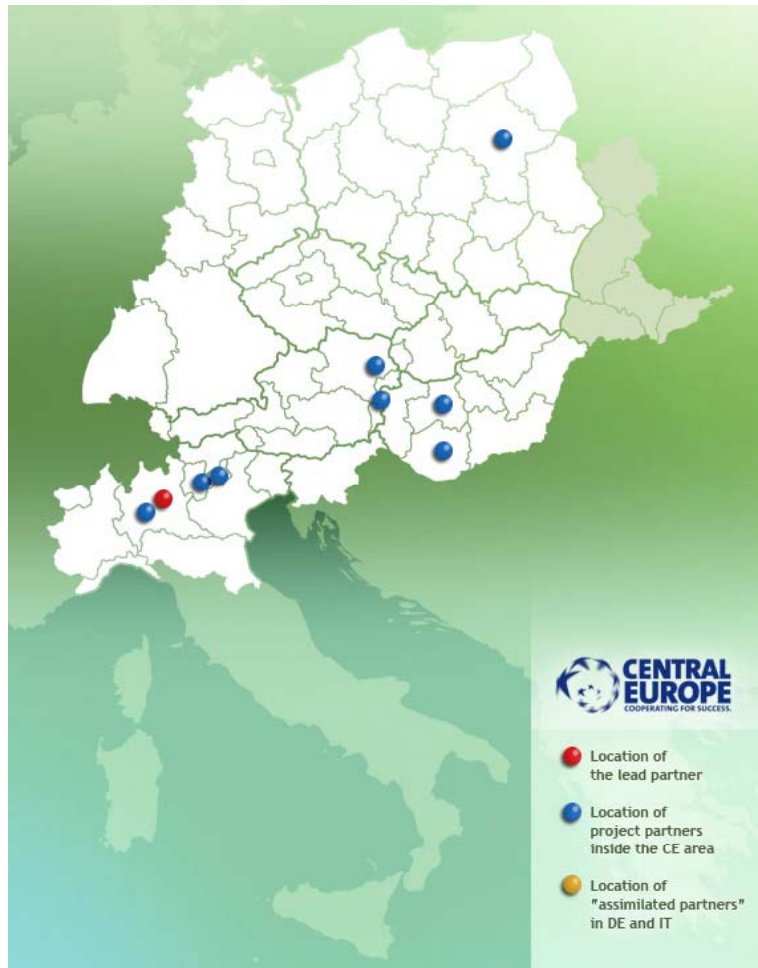 CENTRAL
EUROPE
COOPERATING FOR SUCCESS.
Location of
the lead partner
Location of
project partners
inside the CE area
Location of
"assimilated partners"
in DE and IT